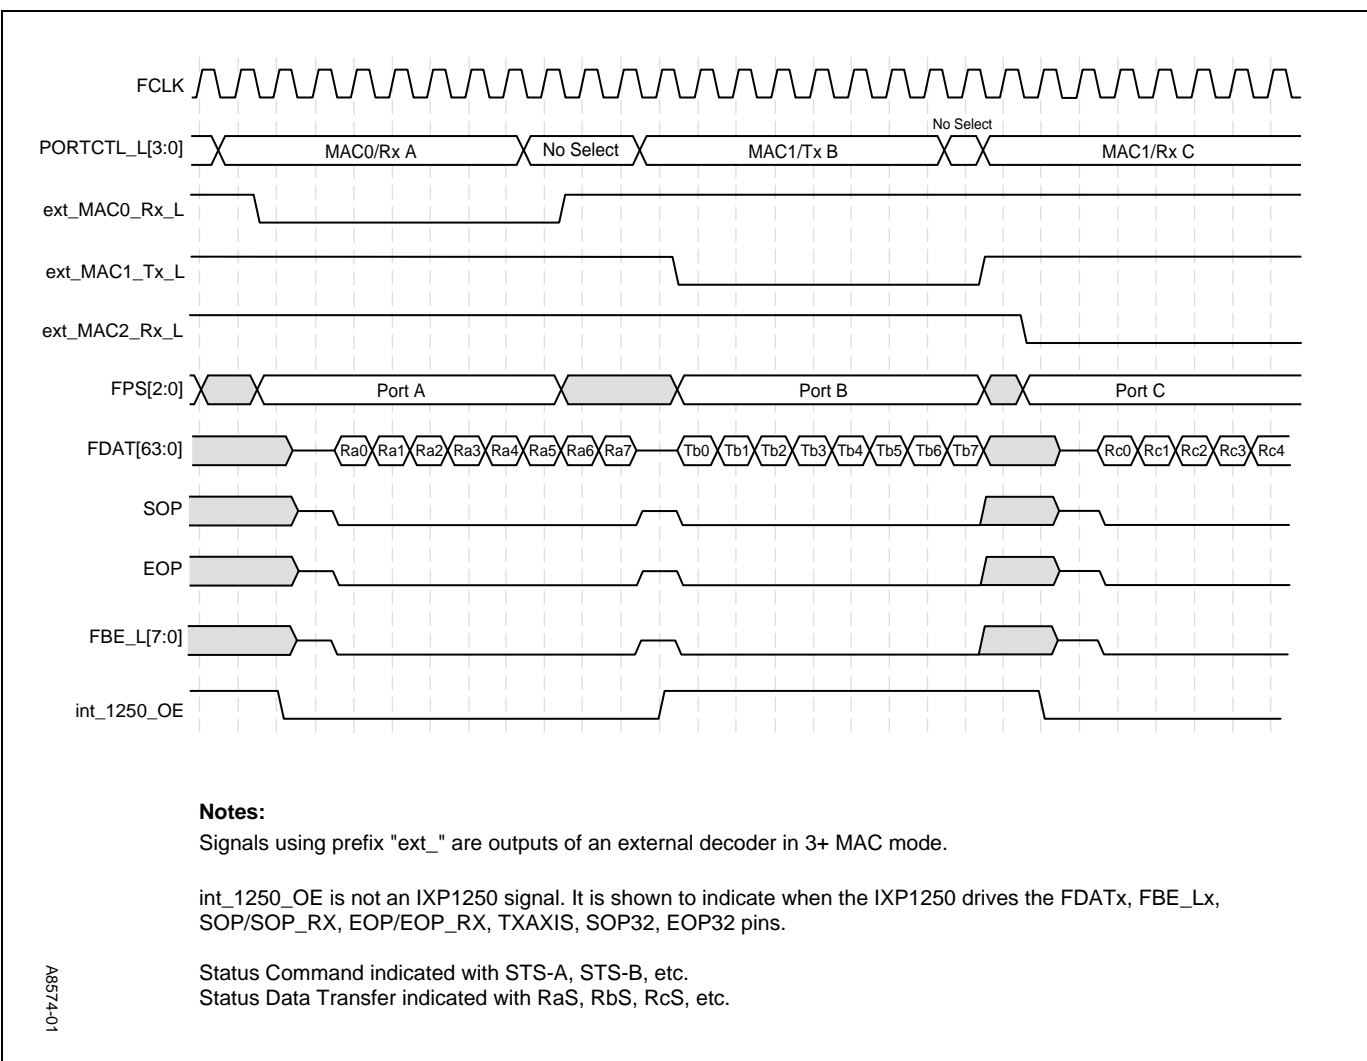 FCLK
No Select
PORTCTL_L[3:0] MAC0/Rx A No Select MAC1/Tx B MAC1/Rx C
ext_MAC0_Rx_L
ext_MAC1_Tx_L
ext_MAC2_Rx_L
FPS[2:0] Port A Port B Port C
FDAT[63:0] Ra0 Ra1 Ra2 Ra3 Ra4 Ra5 Ra6 Ra7 Tb0 Tb1 Tb2 Tb3 Tb4 Tb5 Tb6 Tb7 Rc0 Rc1 Rc2 Rc3 Rc4
SOP
EOP
FBE_L[7:0]
int_1250_OE
Notes:
Signals using prefix "ext_" are outputs of an external decoder in 3+ MAC mode.
int_1250_OE is not an IXP1250 signal. It is shown to indicate when the IXP1250 drives the FDATx, FBE_Lx,
SOP/SOP_RX, EOP/EOP_RX, TXAXIS, SOP32, EOP32 pins.
Status Command indicated with STS-A, STS-B, etc.
Status Data Transfer indicated with RaS, RbS, RcS, etc.
A8574-01